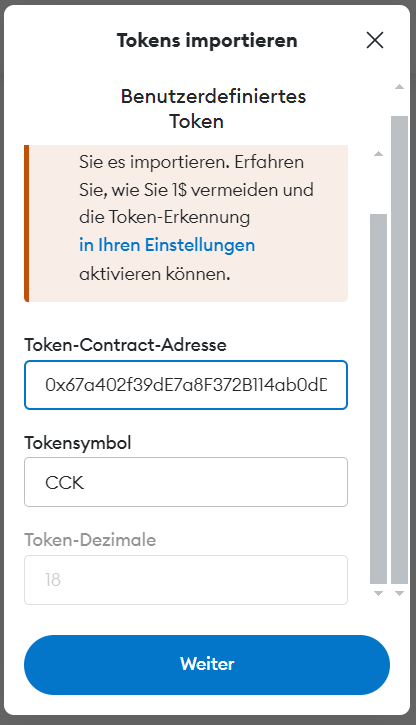 Tokens importieren
Benutzerdefiniertes
Token
Sie es importieren. Erfahren
Sie, wie Sie 1$ vermeiden und
die Token-Erkennung
in Ihren Einstellungen
aktivieren können.
Token-Contract-Adresse
0x67a402f39dE7a8F372B114ab0dD
Tokensymbol
CCK
Token-Dezimale
18
Weiter